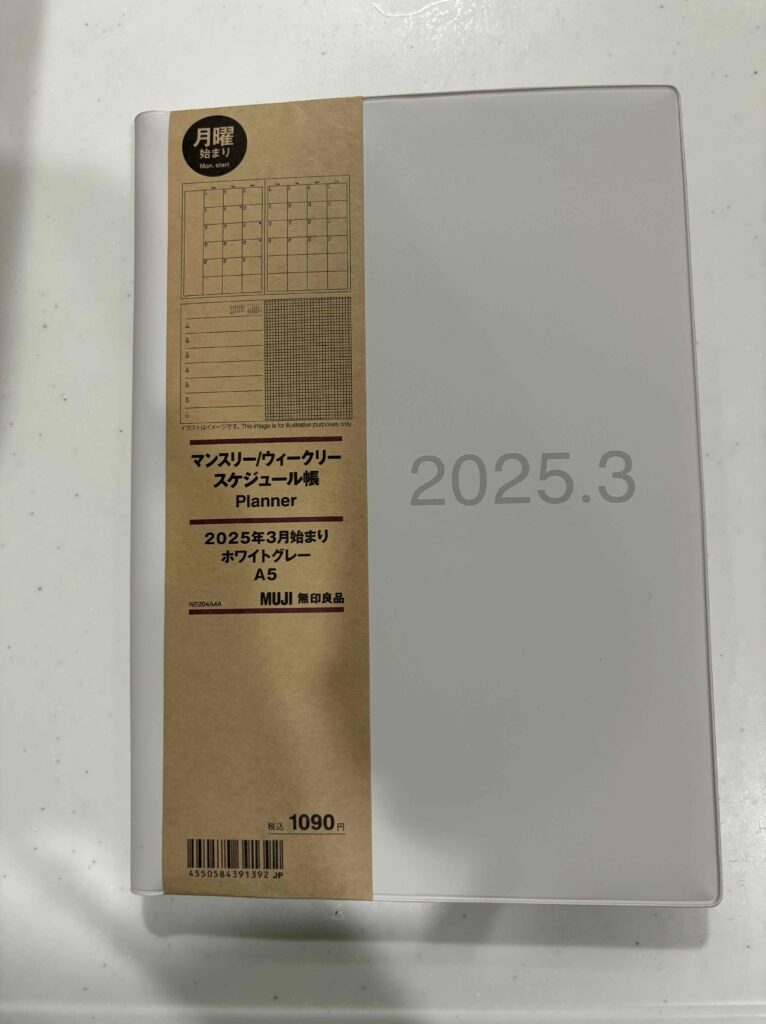 月曜
始まり
Mon. start
イラストはイメージです。This image is for illustrative purposes only.
マンスリー/ウィークリー
スケジュール帳
Planner
2025年3月始まり
ホワイトグレー
A5
NE204A4A
MUJI 無印良品
税込 1090円
4550584391392 JP
2025.3